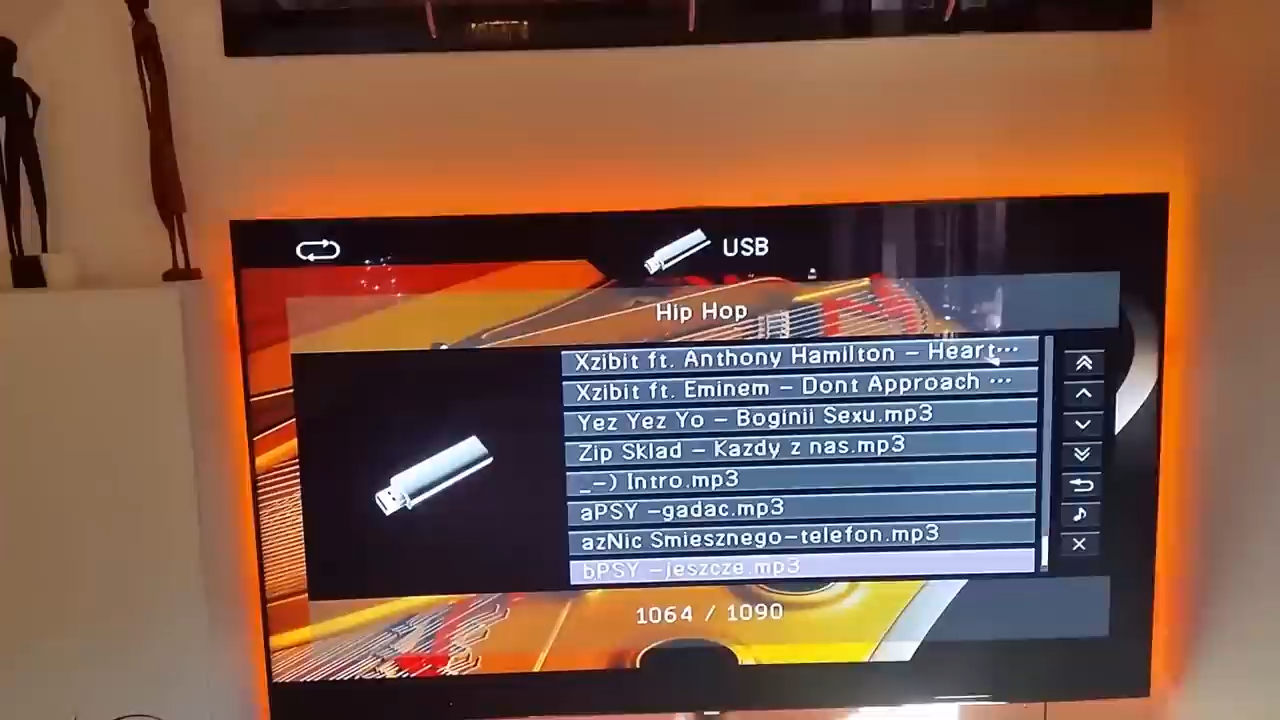 USB
Hip Hop
Xzibit ft. Anthony Hamilton - Heart...
Xzibit ft. Eminem - Dont Approach ...
Yez Yez Yo - Boginii Sexu.mp3
Zip Sklad - Kazdy z nas.mp3
_-) Intro.mp3
aPSY -gadac.mp3
azNic Smiesznego-telefon.mp3
bPSY -jeszcze.mp3
1064 / 1090